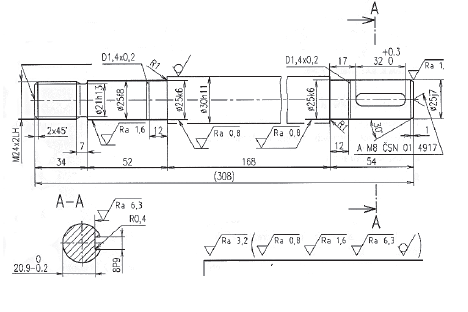 A
+0.3
D1,4x0,2
R1
D1,4x0,2
17
32 0
Ra 1,
M24x2LH
ø21h13
ø25f8
ø25k6
ø30h11
ø25k6
ø25j7
2x45°
Ra 1,6
Ra 0,8
Ra 0,8
R1
1
7
12
12
A M8 ČSN 01 4917
34
52
168
54
(308)
A-A
A
Ra 6,3
R0,4
0
20.9-0.2
8P9
Ra 3,2 ( Ra 0,8 Ra 1,6 Ra 6,3 (